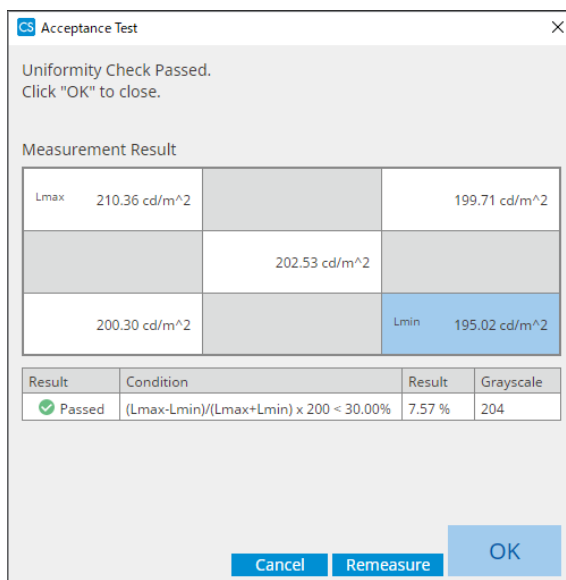 CS Acceptance Test
Uniformity Check Passed.
Click "OK" to close.
Measurement Result
Lmax 210.36 cd/m^2 199.71 cd/m^2
202.53 cd/m^2
200.30 cd/m^2 Lmin 195.02 cd/m^2
Result Condition Result Grayscale
Passed (Lmax-Lmin)/(Lmax+Lmin) x 200 < 30.00% 7.57 % 204
Cancel Remeasure OK